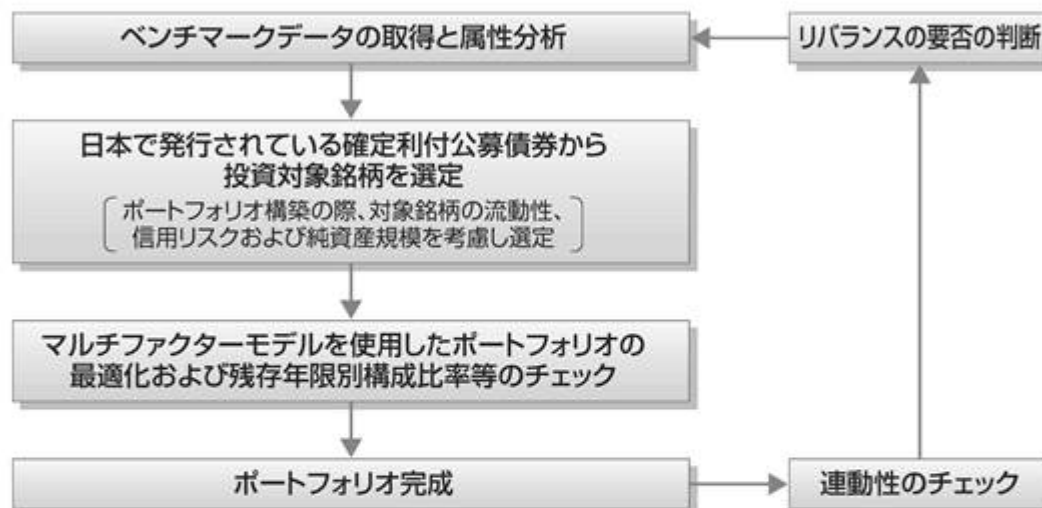 ベンチマークデータの取得と属性分析
リバランスの要否の判断
日本で発行されている確定利付公募債券から
投資対象銘柄を選定
ポートフォリオ構築の際、対象銘柄の流動性、
信用リスクおよび純資産規模を考慮し選定
マルチファクターモデルを使用したポートフォリオの
最適化および残存年限別構成比率等のチェック
ポートフォリオ完成
連動性のチェック